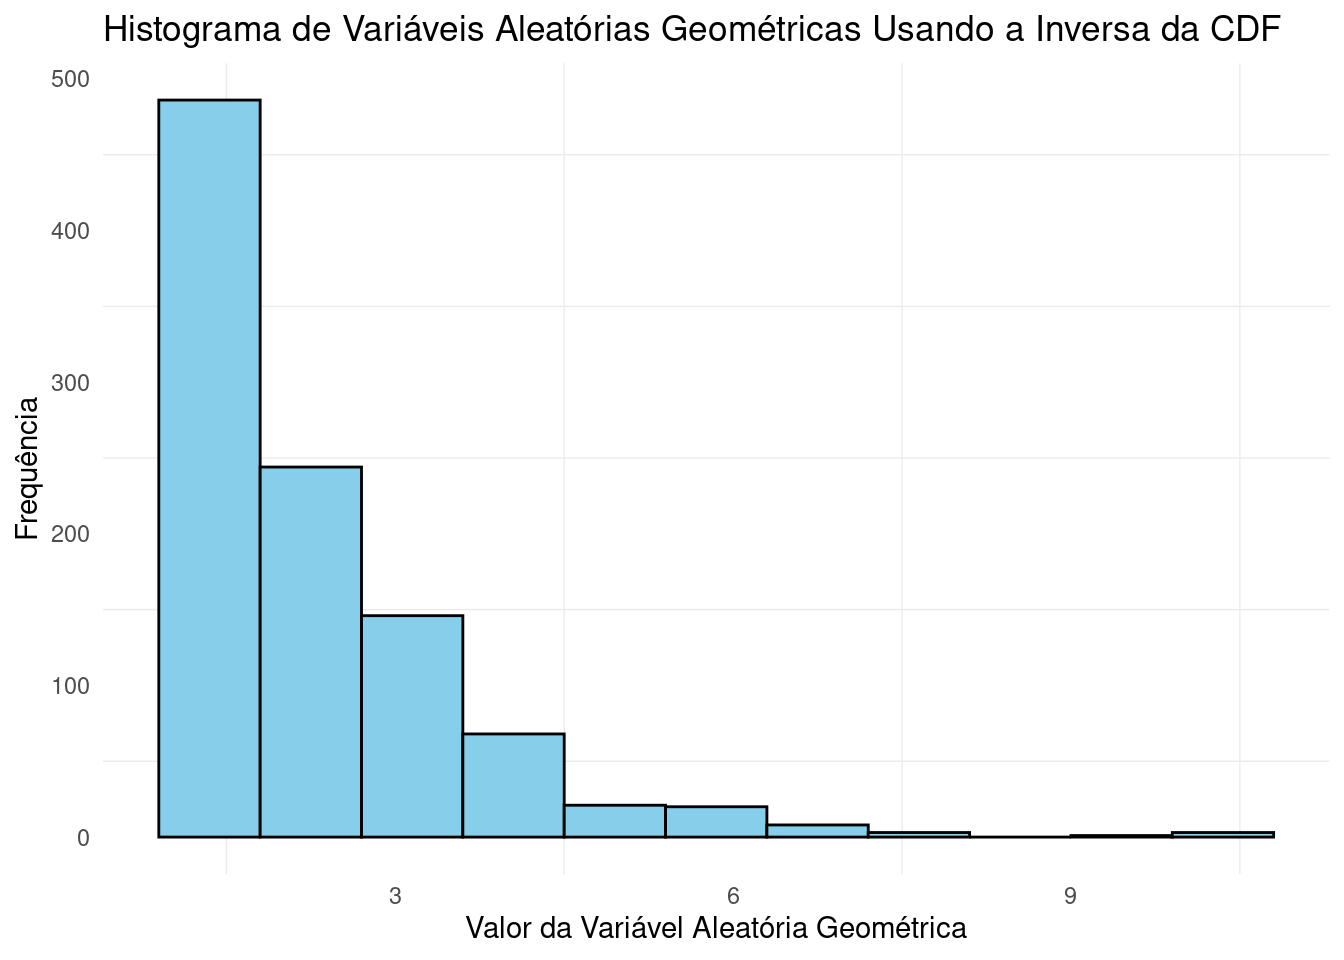 Histograma de Variáveis Aleatórias Geométricas Usando a Inversa da CDF
500
400
300
200
100
0
Frequência
3 6 9
Valor da Variável Aleatória Geométrica